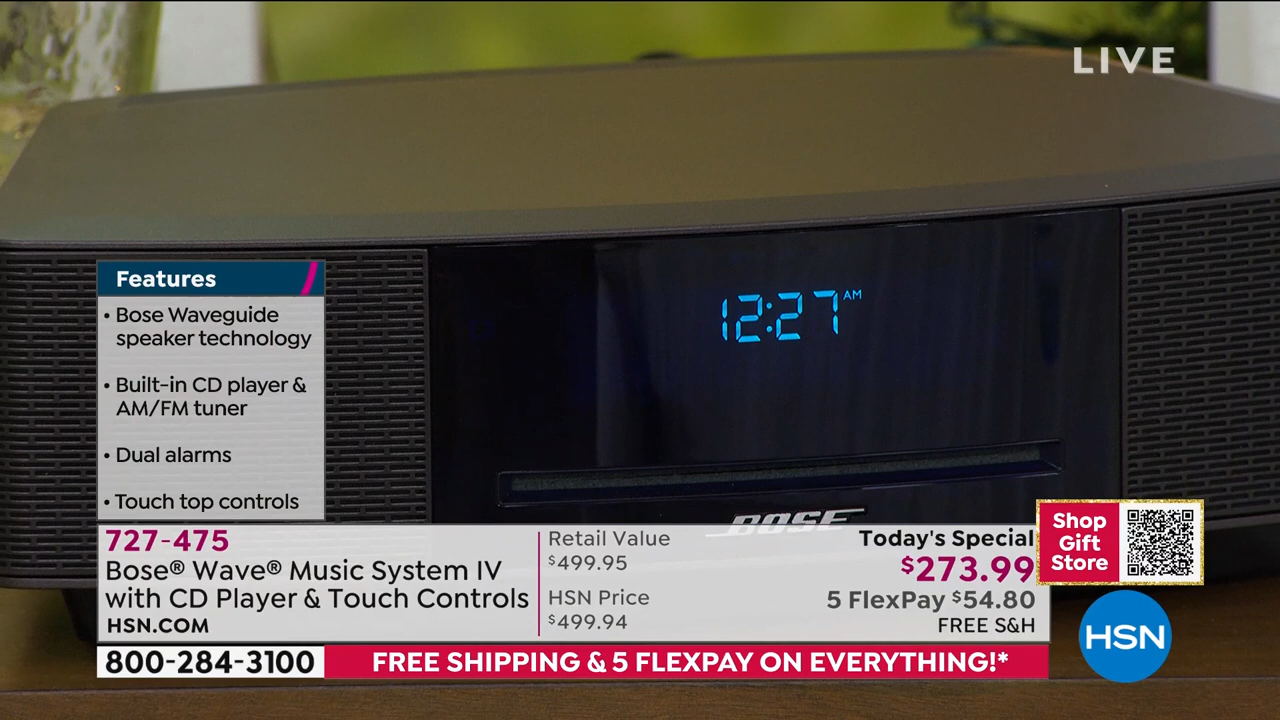 LIVE
12:27 AM
Features
• Bose Waveguide
speaker technology
• Built-in CD player &
AM/FM tuner
• Dual alarms
• Touch top controls
BOSE
727-475
Bose® Wave® Music System IV
with CD Player & Touch Controls
HSN.COM
Retail Value
$499.95
HSN Price
$499.94
Today's Special
$273.99
5 FlexPay $54.80
FREE S&H
Shop
Gift
Store
HSN
800-284-3100
FREE SHIPPING & 5 FLEXPAY ON EVERYTHING!*